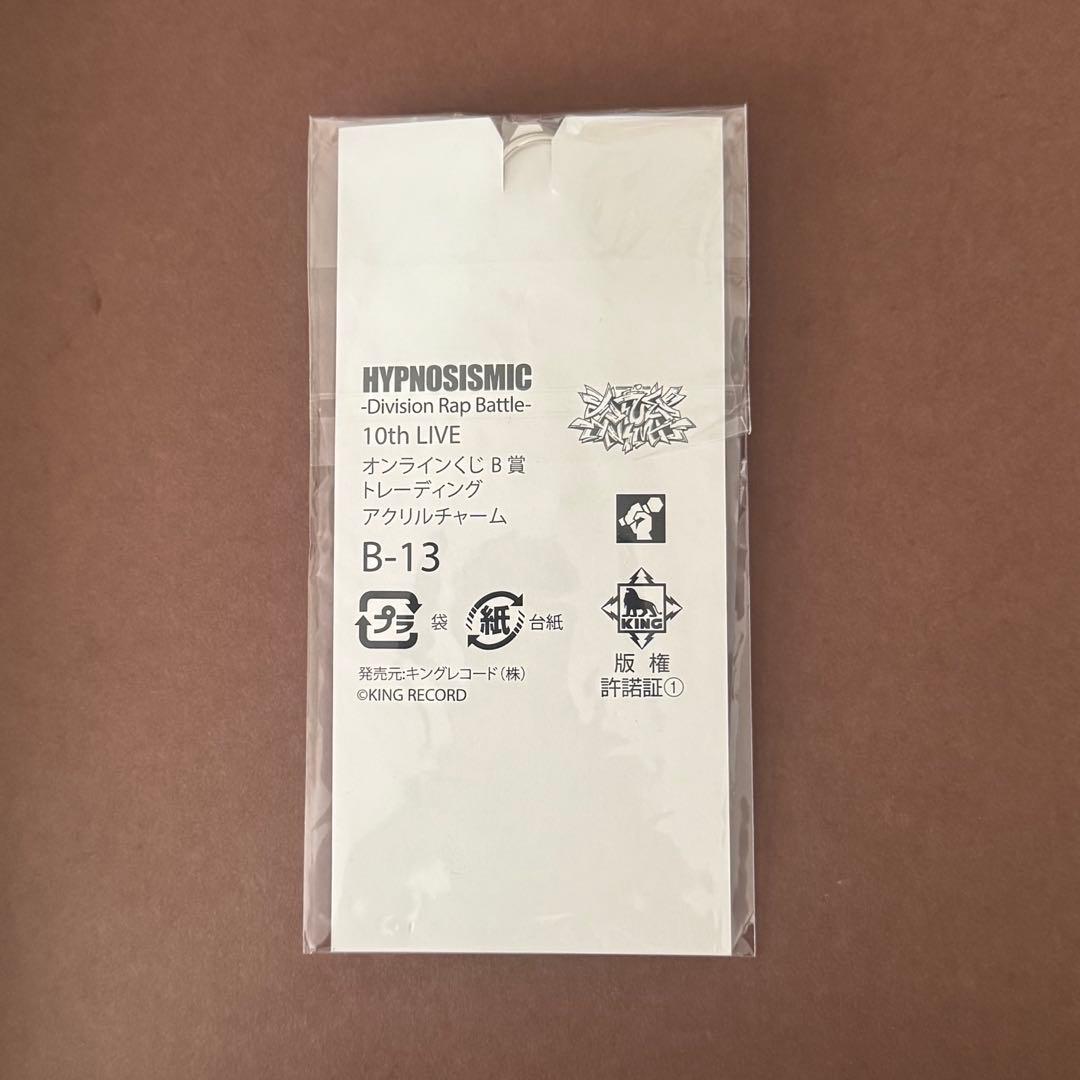 HYPNOSISMIC
-Division Rap Battle-
10th LIVE
オンラインくじ B 賞
トレーディング
アクリルチャーム
B-13
プラ 袋 紙 台紙
発売元:キングレコード(株)
©KING RECORD
KING
版権
許諾証①